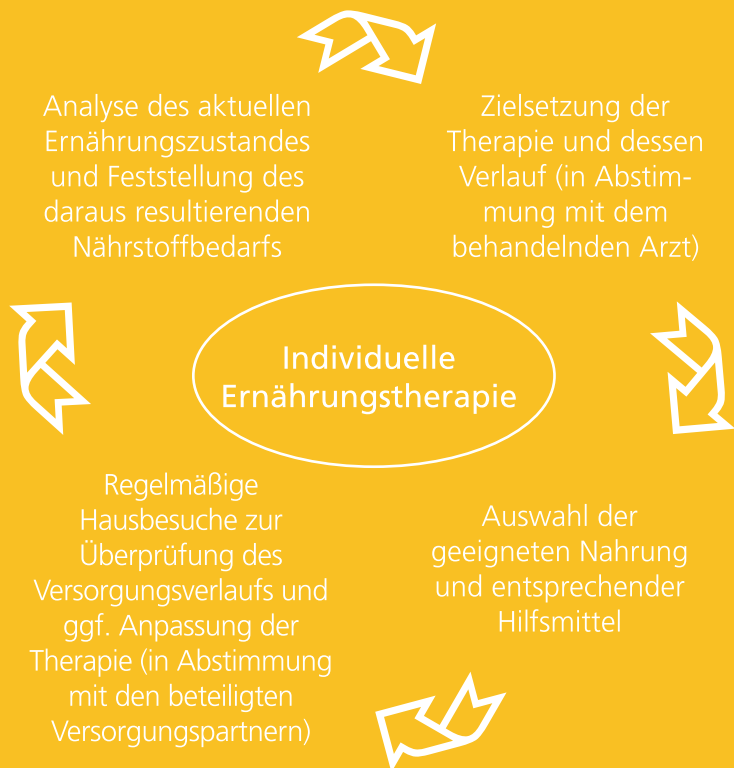 Analyse des aktuellen
Ernährungszustandes
und Feststellung des
daraus resultierenden
Nährstoffbedarfs
Zielsetzung der
Therapie und dessen
Verlauf (in Abstim-
mung mit dem
behandelnden Arzt)
Individuelle
Ernährungstherapie
Regelmäßige
Hausbesuche zur
Überprüfung des
Versorgungsverlaufs und
ggf. Anpassung der
Therapie (in Abstimmung
mit den beteiligten
Versorgungspartnern)
Auswahl der
geeigneten Nahrung
und entsprechender
Hilfsmittel